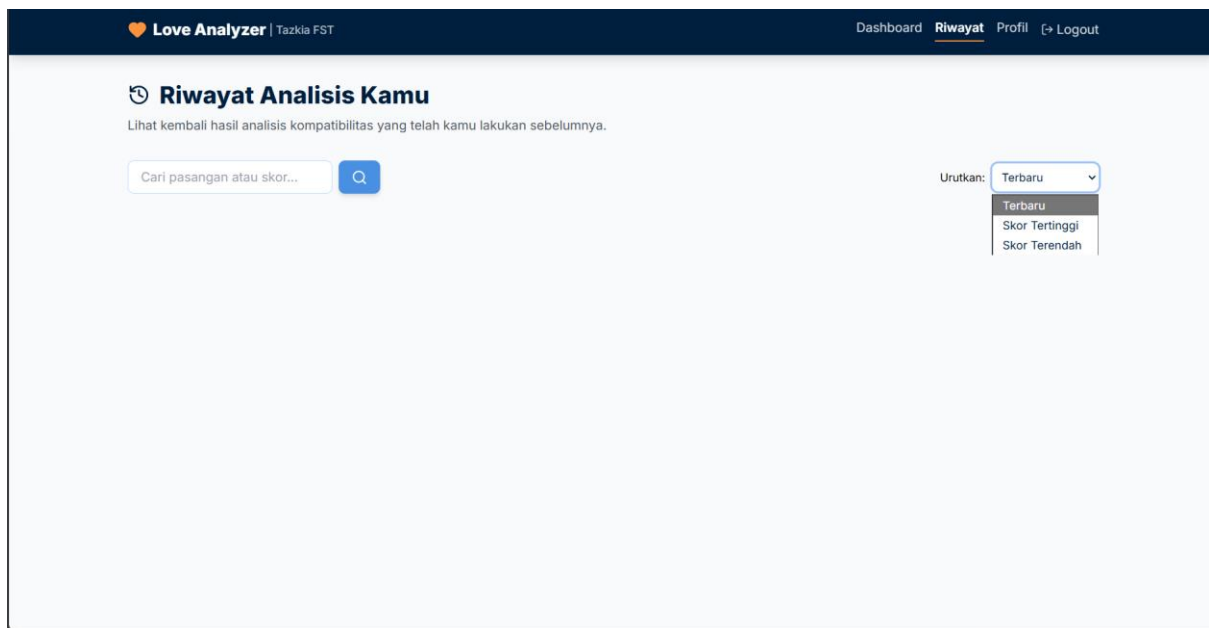 Love Analyzer | Tazkia FST
Dashboard Riwayat Profil Logout
Riwayat Analisis Kamu
Lihat kembali hasil analisis kompatibilitas yang telah kamu lakukan sebelumnya.
Cari pasangan atau skor...
Urutkan: Terbaru
Terbaru
Skor Tertinggi
Skor Terendah